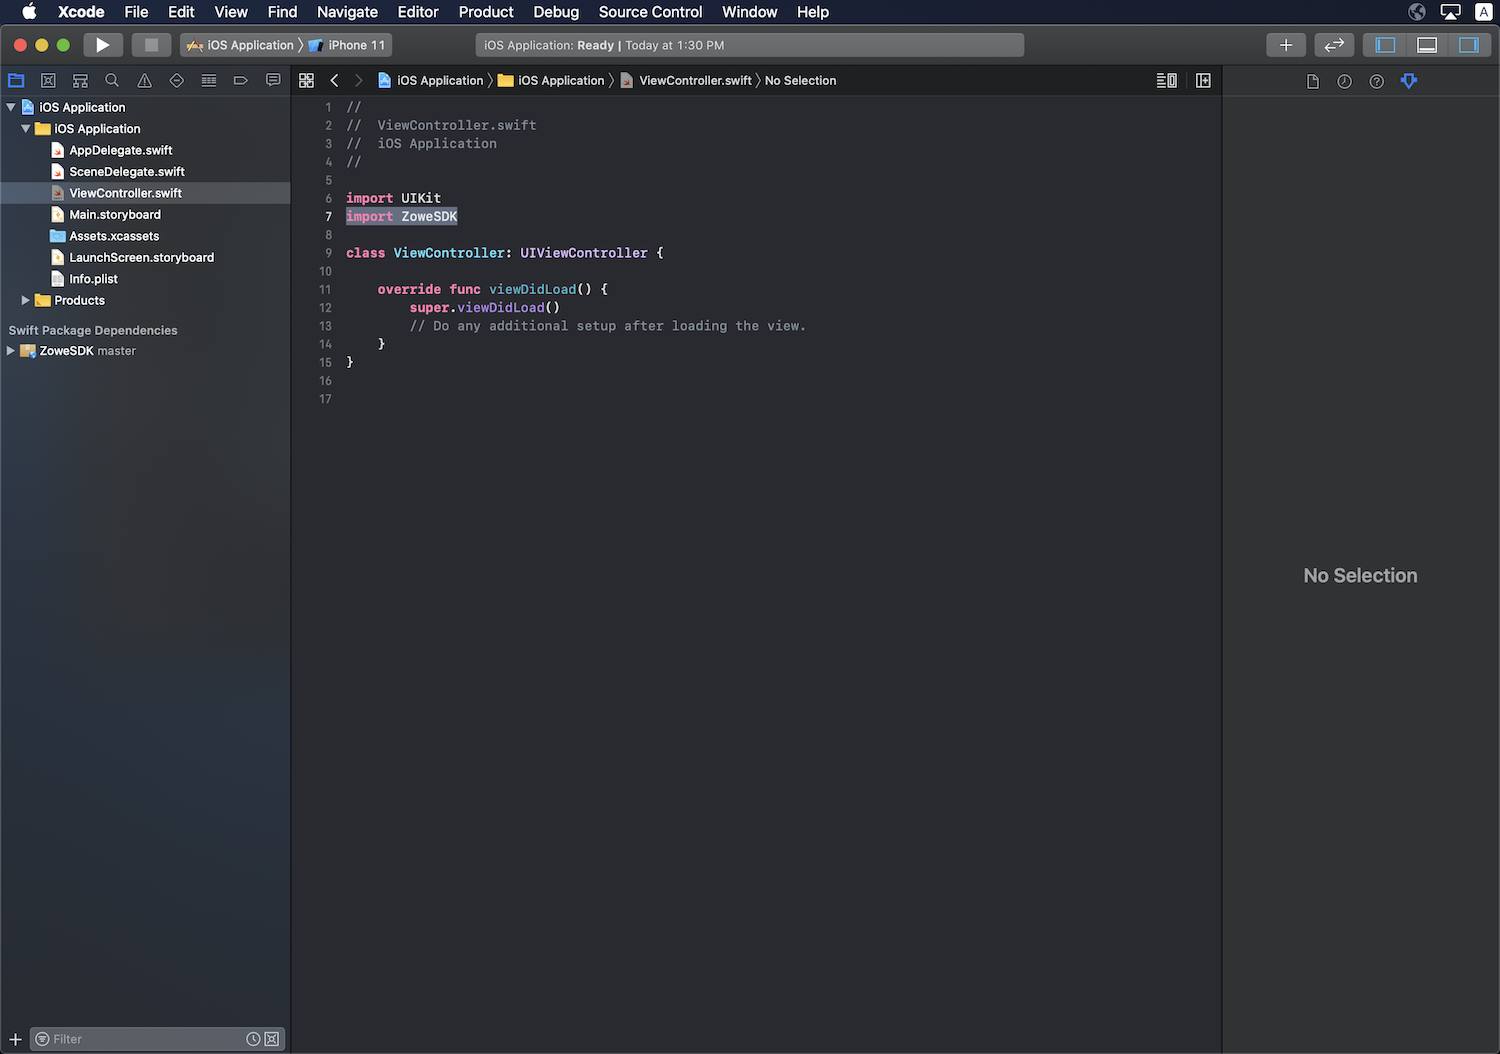 Xcode File Edit View Find Navigate Editor Product Debug Source Control Window Help A
iOS Application iPhone 11 iOS Application: Ready | Today at 1:30 PM
iOS Application iOS Application ViewController.swift No Selection
iOS Application
iOS Application
AppDelegate.swift
SceneDelegate.swift
ViewController.swift
Main.storyboard
Assets.xcassets
LaunchScreen.storyboard
Info.plist
Products
Swift Package Dependencies
ZoweSDK master
1 //
2 //  ViewController.swift
3 //  iOS Application
4 //
5
6 import UIKit
7 import ZoweSDK
8
9 class ViewController: UIViewController {
10
11     override func viewDidLoad() {
12         super.viewDidLoad()
13         // Do any additional setup after loading the view.
14     }
15 }
16
17
No Selection
Filter